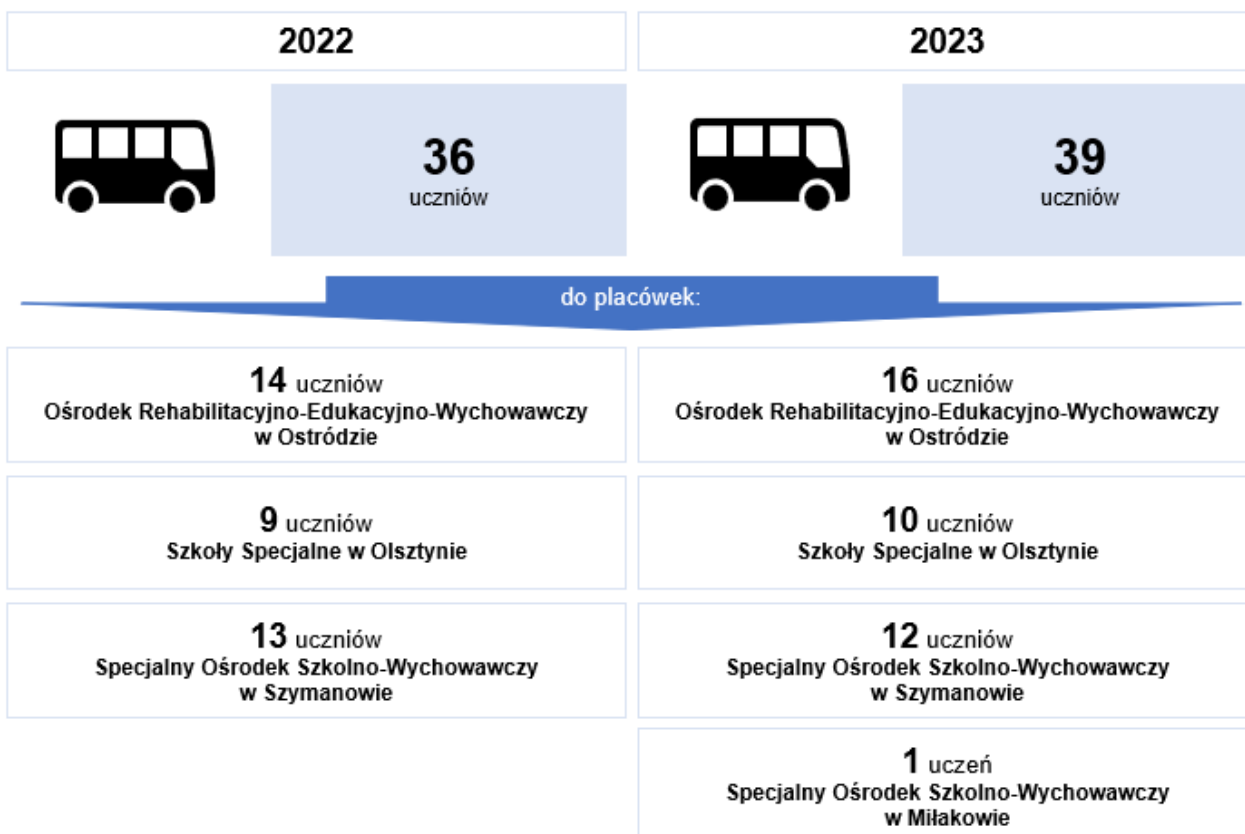 2022
2023
36
uczniów
39
uczniów
do placówek:
14 uczniów
Ośrodek Rehabilitacyjno-Edukacyjno-Wychowawczy
w Ostródzie
16 uczniów
Ośrodek Rehabilitacyjno-Edukacyjno-Wychowawczy
w Ostródzie
9 uczniów
Szkoły Specjalne w Olsztynie
10 uczniów
Szkoły Specjalne w Olsztynie
13 uczniów
Specjalny Ośrodek Szkolno-Wychowawczy
w Szymanowie
12 uczniów
Specjalny Ośrodek Szkolno-Wychowawczy
w Szymanowie
1 uczeń
Specjalny Ośrodek Szkolno-Wychowawczy
w Miłakowie